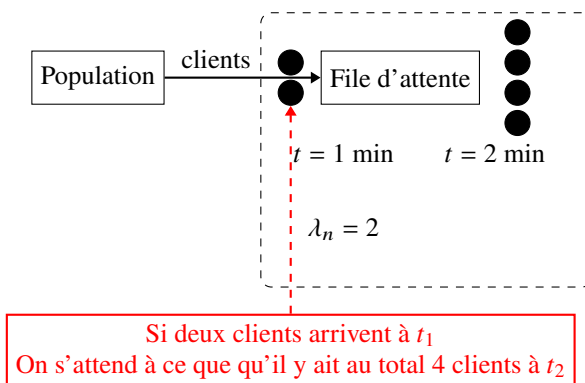 clients
Population
File d'attente
t = 1 min
t = 2 min
λn = 2
Si deux clients arrivent à t1
On s'attend à ce que qu'il y ait au total 4 clients à t2